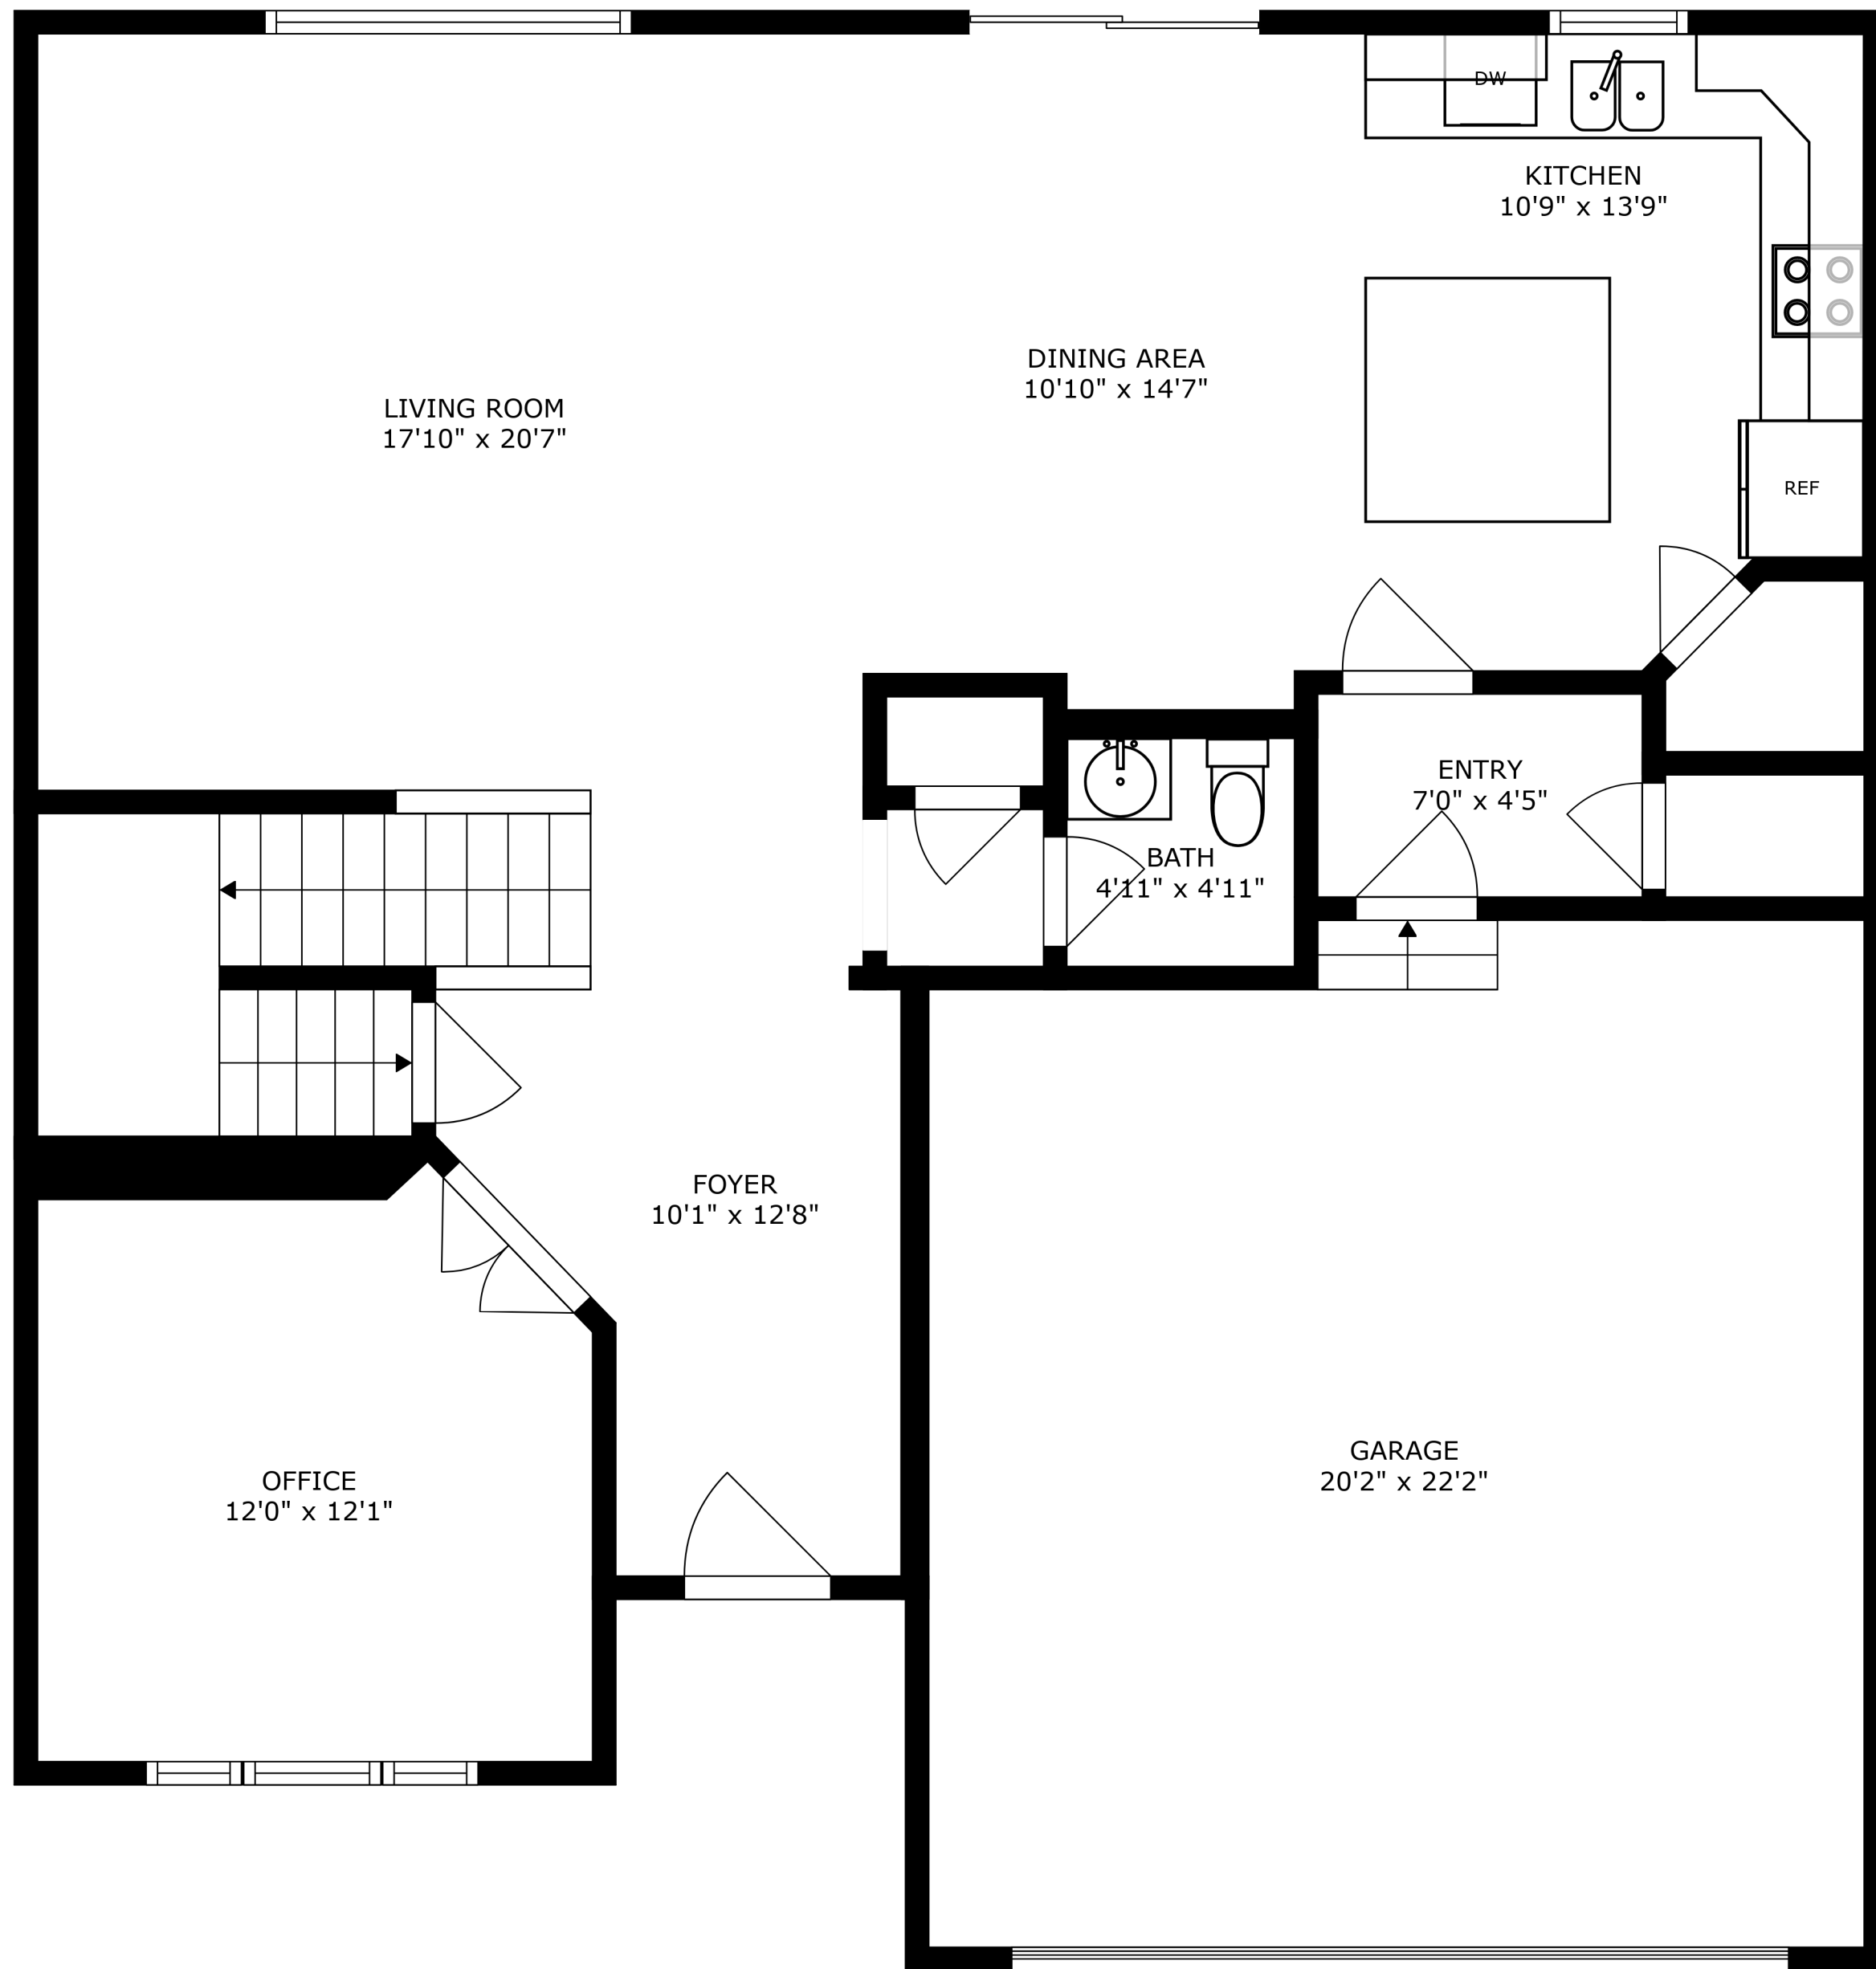 DW
KITCHEN
10'9" x 13'9"
DINING AREA
10'10" x 14'7"
LIVING ROOM
17'10" x 20'7"
REF
ENTRY
7'0" x 4'5"
BATH
4'11" x 4'11"
FOYER
10'1" x 12'8"
GARAGE
20'2" x 22'2"
OFFICE
12'0" x 12'1"